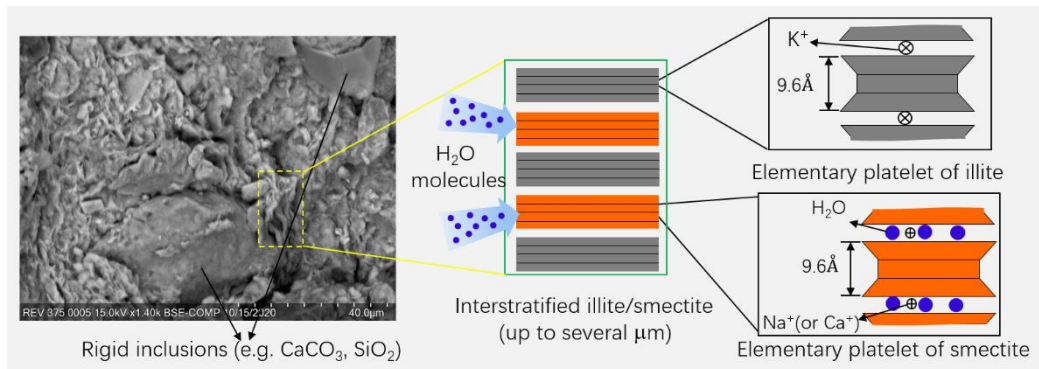 REV 375 0005 15.0kV x1.40k BSE-COMP 10/15/2020 40.0μm
Rigid inclusions (e.g. CaCO₃, SiO₂)
H₂O
molecules
Interstratified illite/smectite
(up to several μm)
K⁺
9.6Å
Elementary platelet of illite
H₂O
9.6Å
Na⁺(or Ca⁺)
Elementary platelet of smectite